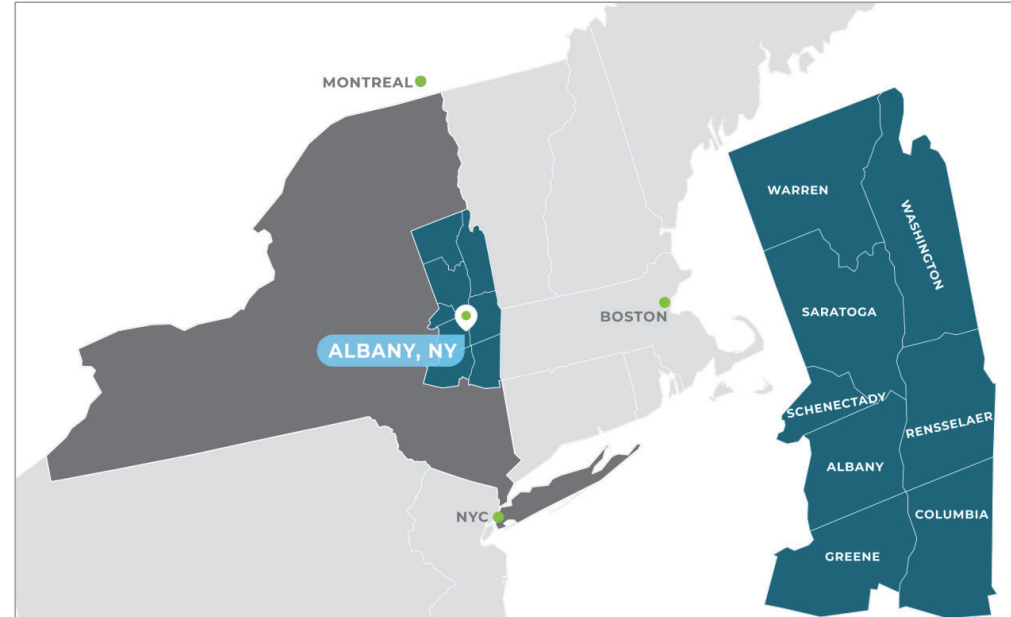 MONTREAL
BOSTON
ALBANY, NY
NYC
WARREN
WASHINGTON
SARATOGA
SCHENECTADY
RENSSELAER
ALBANY
COLUMBIA
GREENE